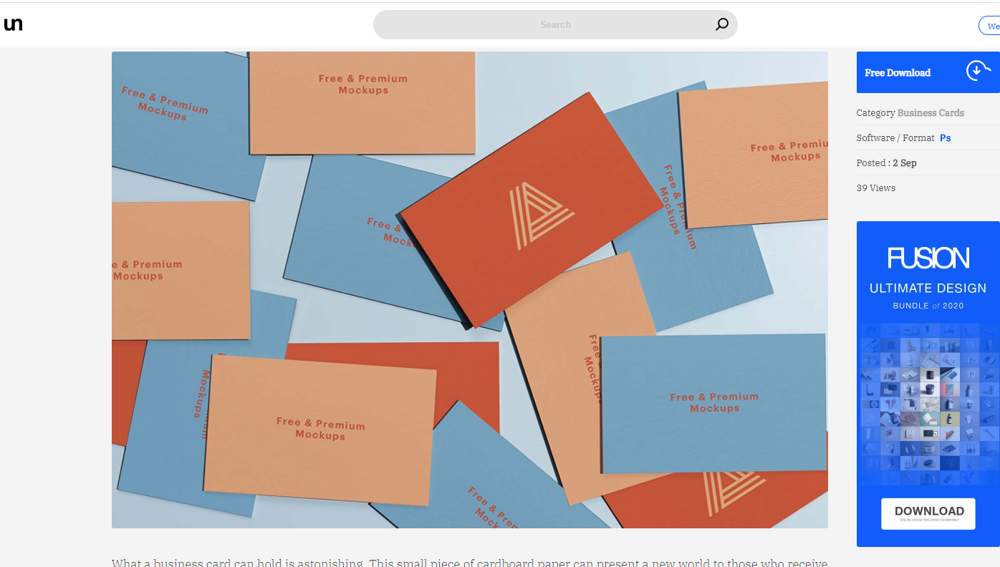 un
Search
We
Free & Premium
Mockups
Free & Premium
Mockups
Free & Premiu
Mockups
Free & Premium
Mockups
Free &
Mock
e & Premium
Mockups
Free
Mockups
Free & Premium
Mockups
Mockups
Free & Premium
Mockups
Free & Premium
Mock
Free Download
Category Business Cards
Software / Format Ps
Posted : 2 Sep
39 Views
FUSION
ULTIMATE DESIGN
BUNDLE of 2020
DOWNLOAD
What a business card can hold is astonishing. This small piece of cardboard paper can present a new world to those who receive